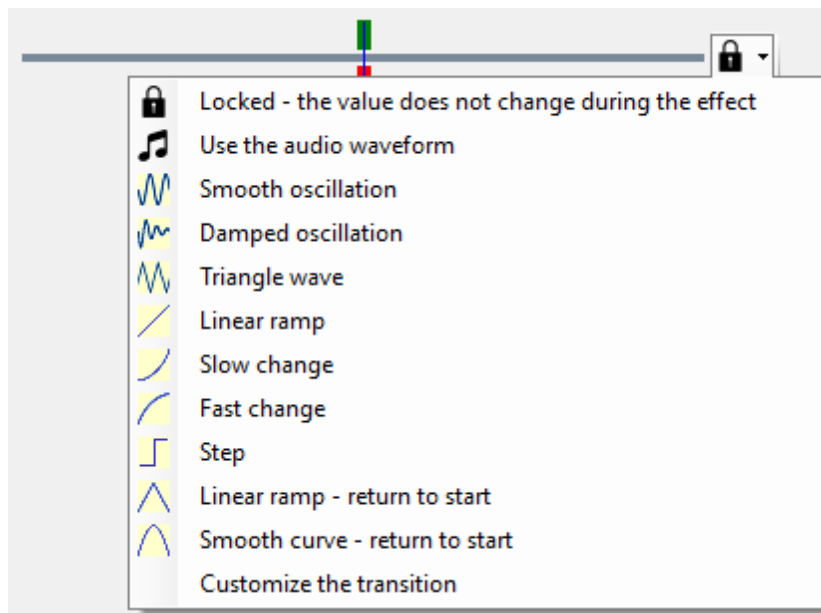 Locked - the value does not change during the effect
Use the audio waveform
Smooth oscillation
Damped oscillation
Triangle wave
Linear ramp
Slow change
Fast change
Step
Linear ramp - return to start
Smooth curve - return to start
Customize the transition